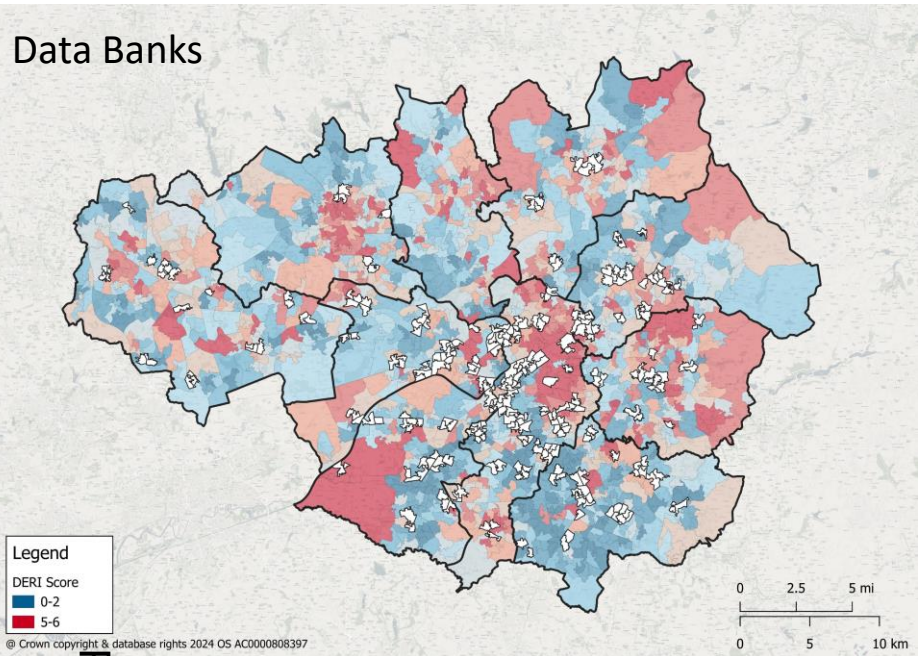 Data Banks
Legend
DERI Score
0-2
5-6
@ Crown copyright & database rights 2024 OS AC0000808397
0 2.5 5 mi
0 5 10 km